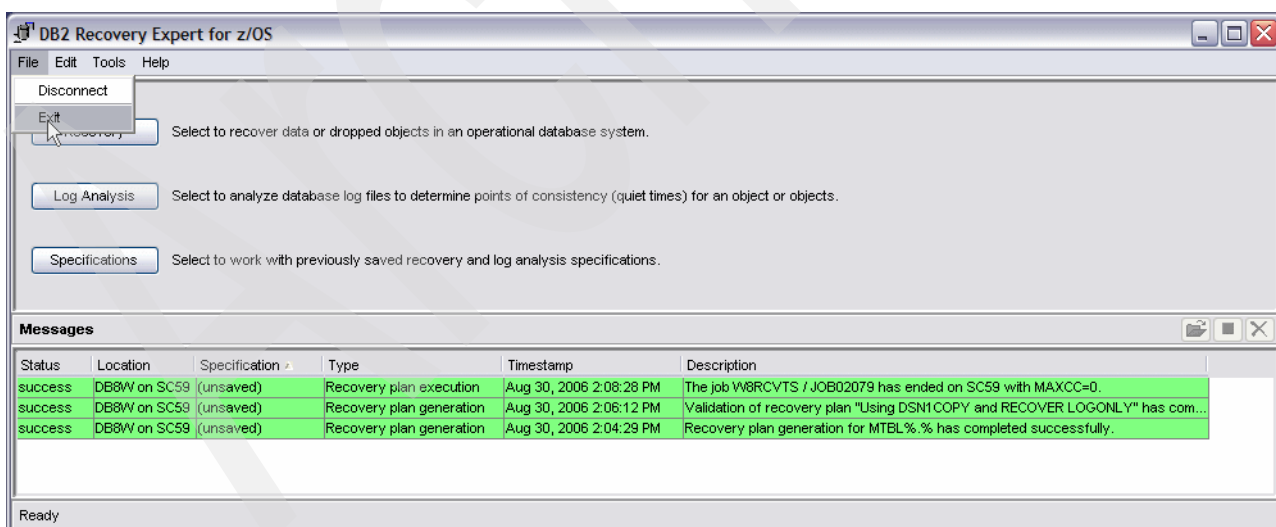 DB2 Recovery Expert for z/OS
File Edit Tools Help
Disconnect
Exit
Select to recover data or dropped objects in an operational database system.
Log Analysis Select to analyze database log files to determine points of consistency (quiet times) for an object or objects.
Specifications Select to work with previously saved recovery and log analysis specifications.
Messages
Status Location Specification Type Timestamp Description
success DB8W on SC59 (unsaved) Recovery plan execution Aug 30, 2006 2:08:28 PM The job W8RCVTS / JOB02079 has ended on SC59 with MAXCC=0.
success DB8W on SC59 (unsaved) Recovery plan generation Aug 30, 2006 2:06:12 PM Validation of recovery plan "Using DSN1COPY and RECOVER LOGONLY" has com...
success DB8W on SC59 (unsaved) Recovery plan generation Aug 30, 2006 2:04:29 PM Recovery plan generation for MTBL%.% has completed successfully.
Ready